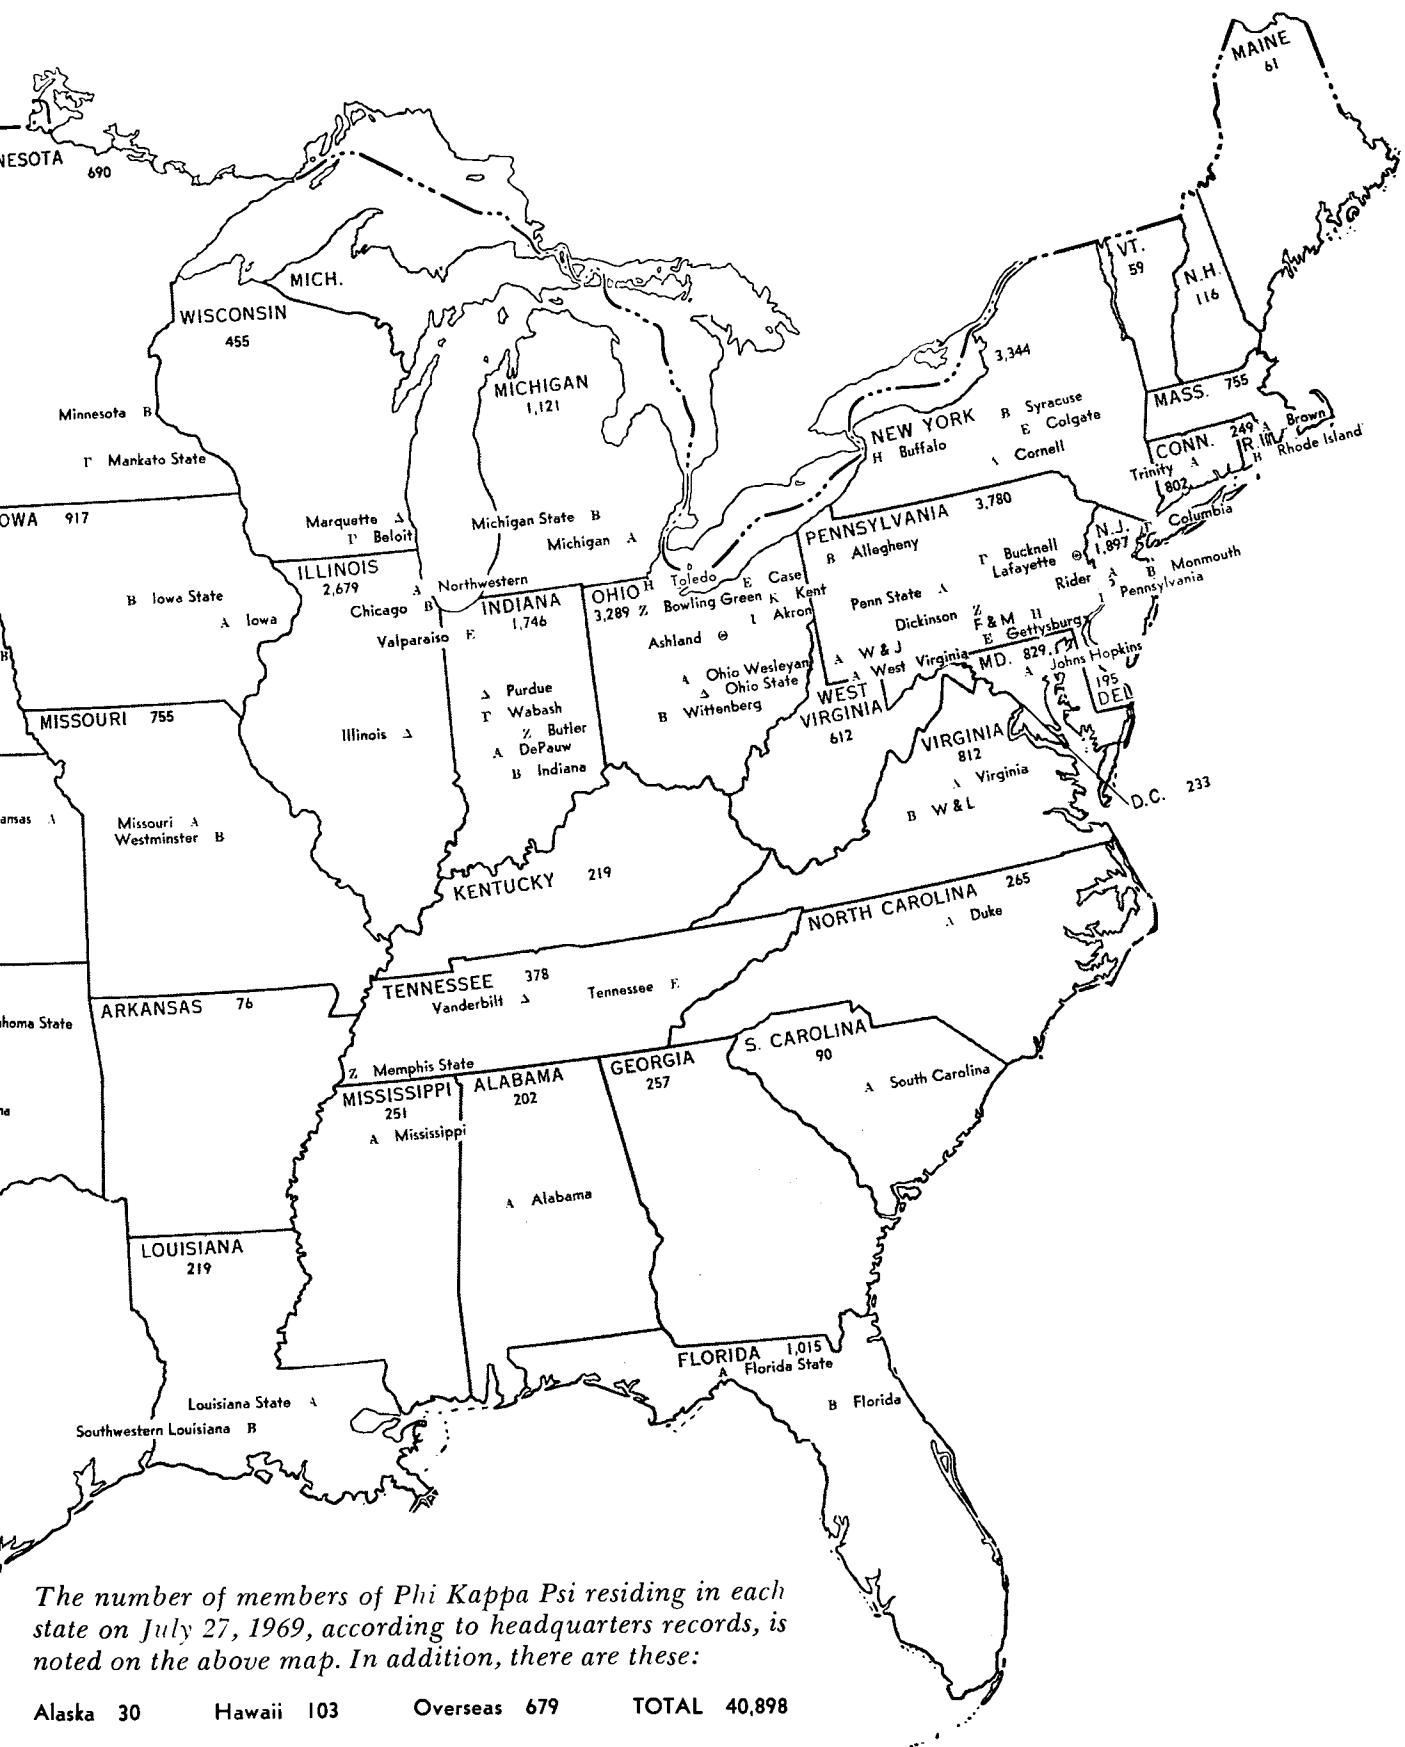 MAINE
61
NESOTA
690
VT.
59
N.H.
116
MICH.
WISCONSIN
455
3,344
MICHIGAN
1,121
MASS. 755
Minnesota B
B Syracuse
NEW YORK
E Colgate
H Buffalo
249 A Brown
CONN.
R.I.
B Rhode Island
Γ Mankato State
A Cornell
Trinity A
802
OWA 917
Marquette Δ
Γ Beloit
Michigan State B
Michigan A
PENNSYLVANIA 3,780
B Allegheny
N.J.
1,897
Γ Columbia
Γ Bucknell
Lafayette Θ
B Monmouth
Rider
Pennsylvania
ILLINOIS
2,679
A Northwestern
Chicago B
Valparaiso E
INDIANA
1,746
OHIO
3,289
H Toledo
Z Bowling Green
E Case
K Kent
I Akron
Ashland Θ
Penn State A
Dickinson Z
F & M H
E Gettysburg
B Iowa State
A Iowa
B
A Ohio Wesleyan
Δ Ohio State
B Wittenberg
A W & J
A West Virginia
MD. 829
A Johns Hopkins
195
DEL
Δ Purdue
Γ Wabash
Z Butler
A DePauw
B Indiana
WEST
VIRGINIA
612
MISSOURI 755
Illinois Δ
VIRGINIA
812
A Virginia
B W & L
D.C. 233
ansas A
Missouri A
Westminster B
KENTUCKY 219
NORTH CAROLINA 265
A Duke
TENNESSEE 378
Vanderbilt Δ
Tennessee E
ARKANSAS 76
homa State
Z Memphis State
S. CAROLINA
90
A South Carolina
GEORGIA
257
ALABAMA
202
MISSISSIPPI
251
A Mississippi
na
A Alabama
LOUISIANA
219
FLORIDA 1,015
A Florida State
B Florida
Louisiana State A
Southwestern Louisiana B
The number of members of Phi Kappa Psi residing in each
state on July 27, 1969, according to headquarters records, is
noted on the above map. In addition, there are these:
Alaska 30 Hawaii 103 Overseas 679 TOTAL 40,898